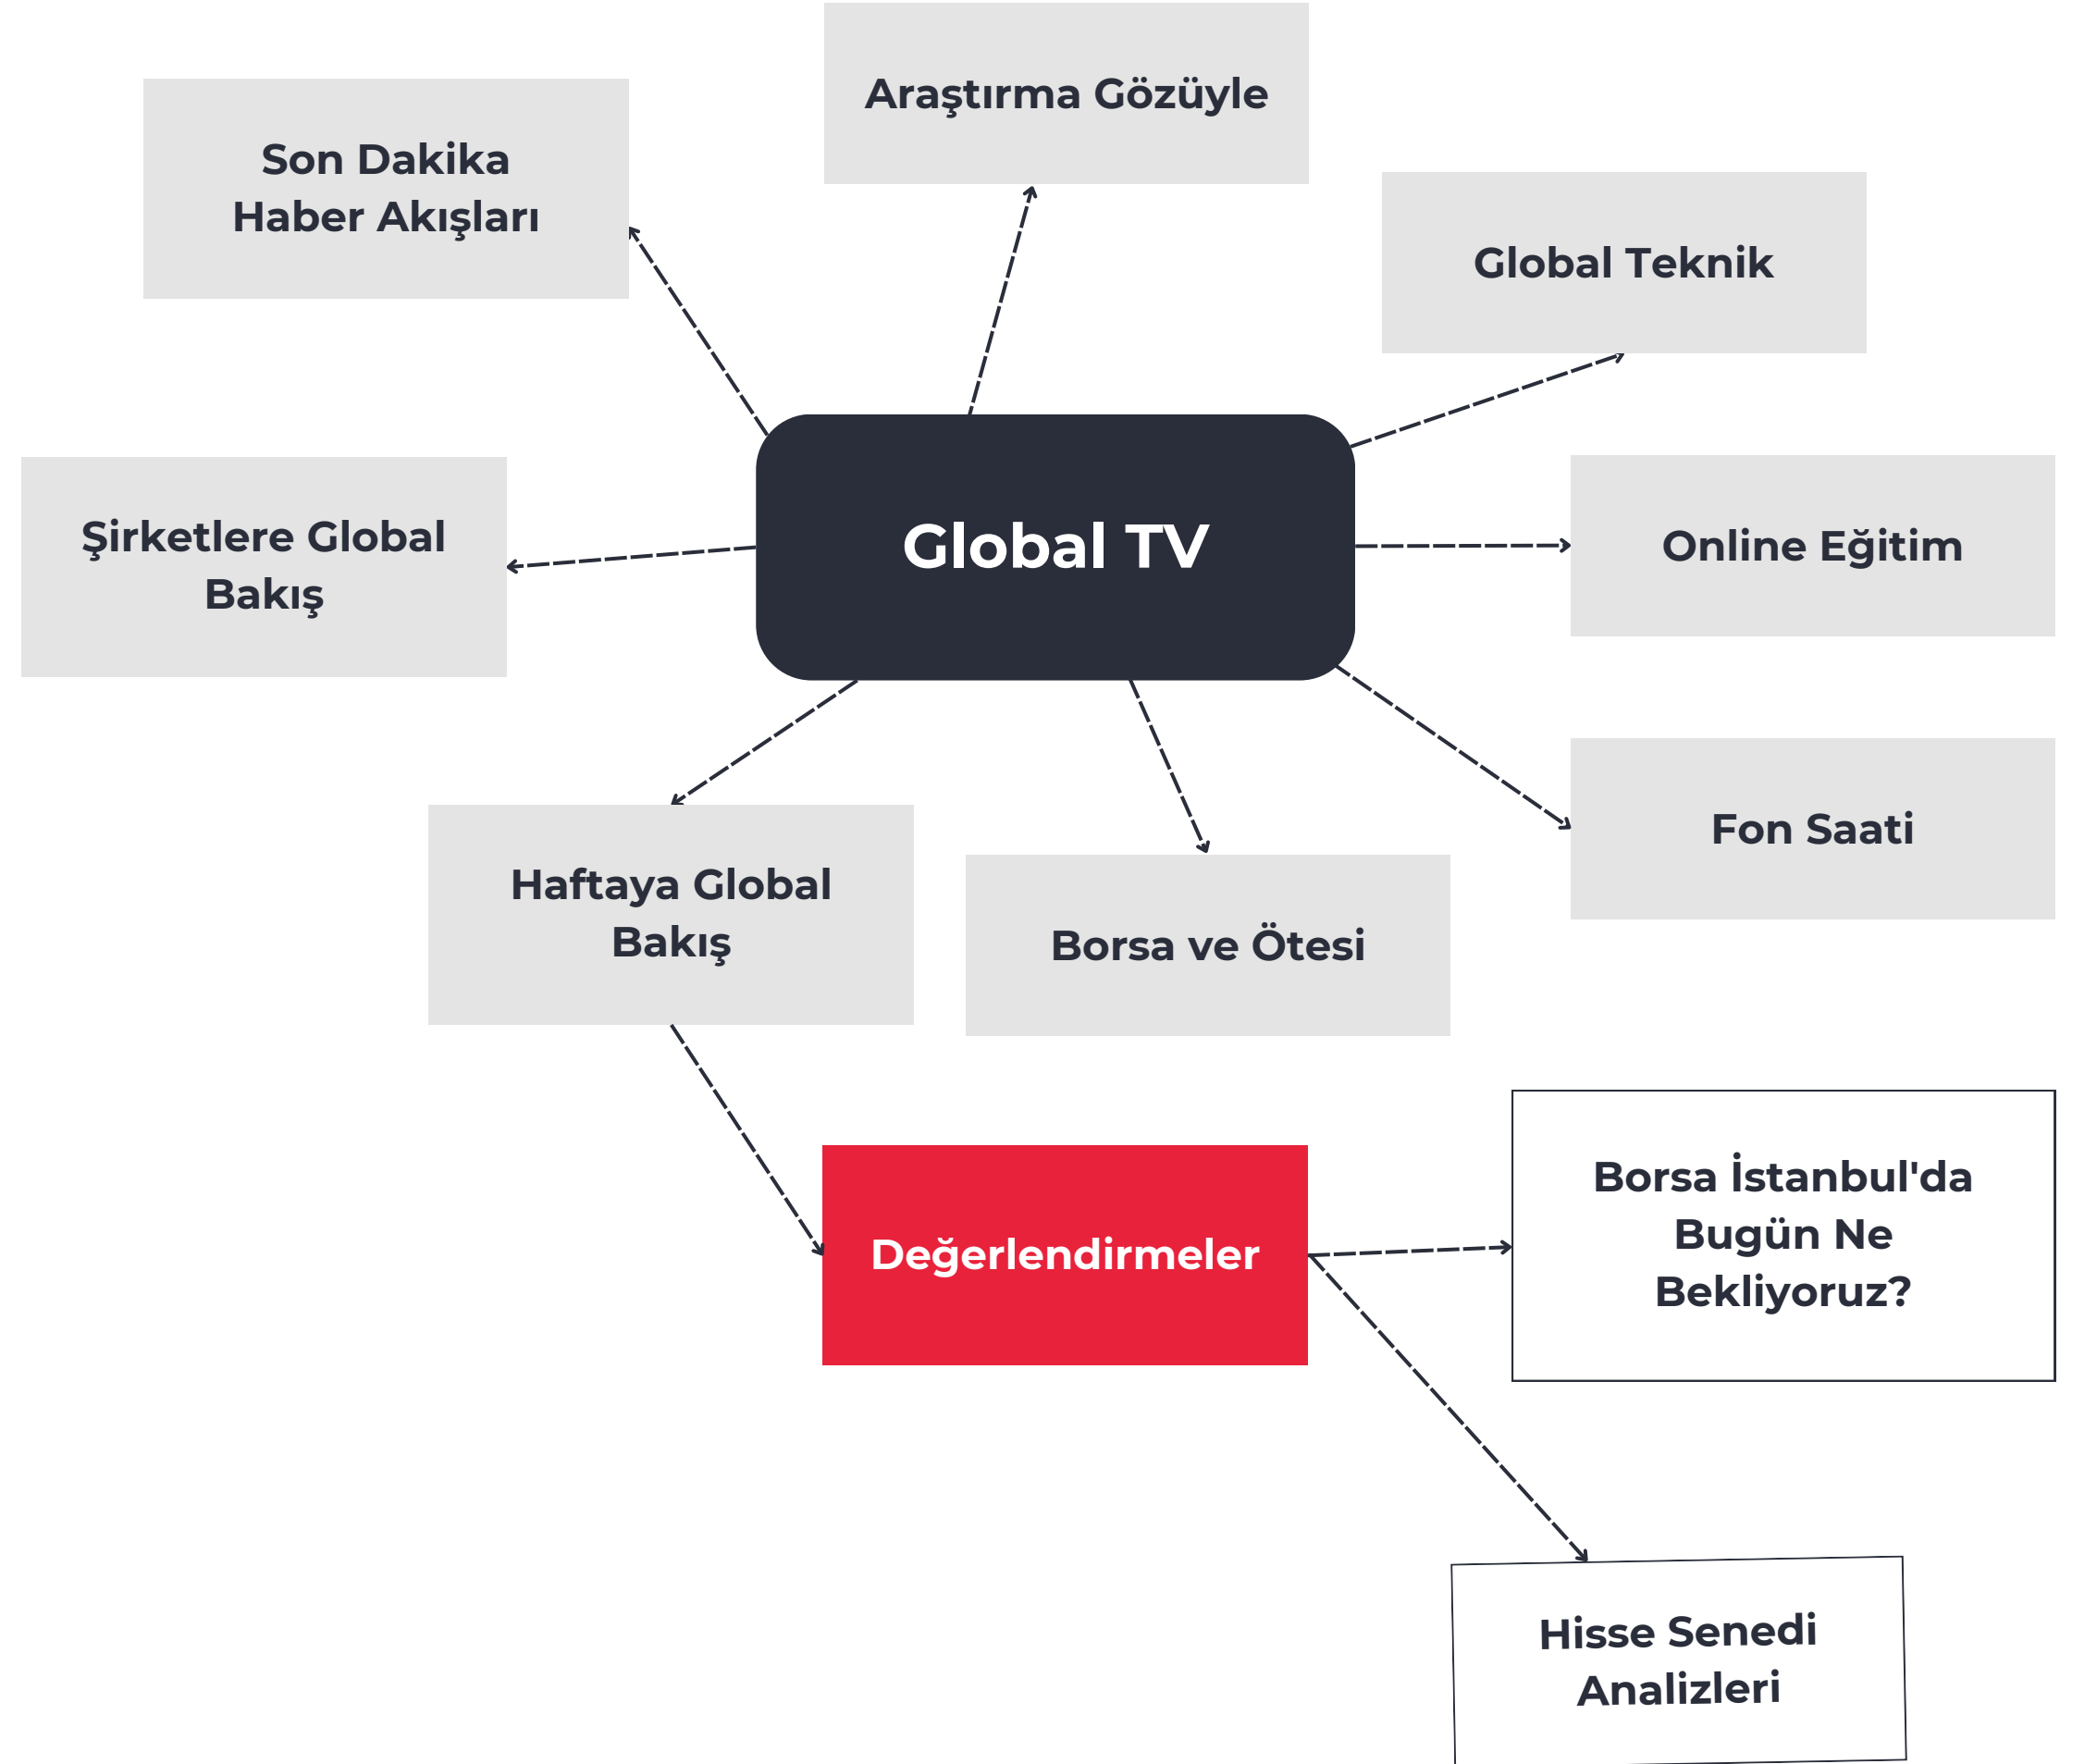 Araştırma Gözüyle
Son Dakika
Haber Akışları
Global Teknik
Şirketlere Global
Bakış
Global TV
Online Eğitim
Fon Saati
Haftaya Global
Bakış
Borsa ve Ötesi
Değerlendirmeler
Borsa İstanbul'da
Bugün Ne
Bekliyoruz?
Hisse Senedi
Analizleri